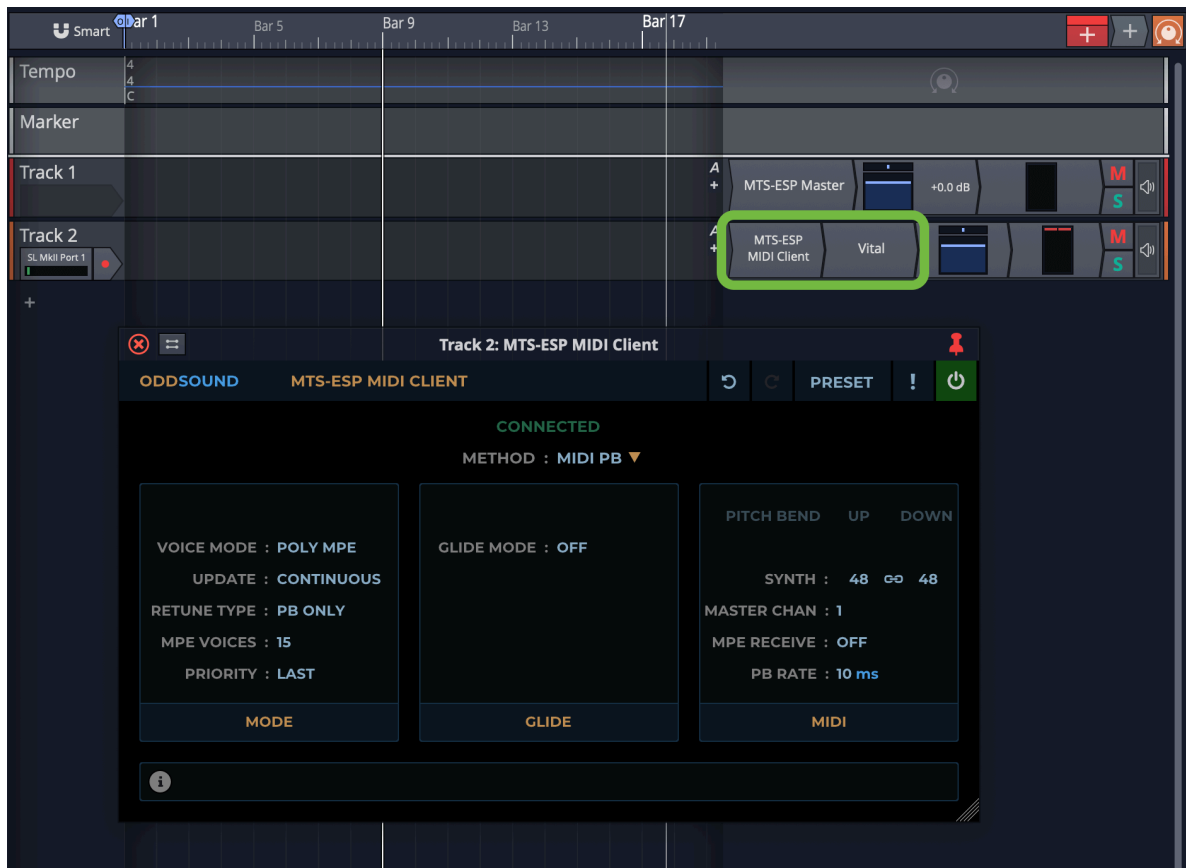 Smart
Bar 1
Bar 5
Bar 9
Bar 13
Bar 17
+
+
Tempo
4
4
C
Marker
Track 1
A
+
MTS-ESP Master
+0.0 dB
M
S
Track 2
SL MkII Port 1
A
+
MTS-ESP
MIDI Client
Vital
M
S
+
Track 2: MTS-ESP MIDI Client
ODDSOUND
MTS-ESP MIDI CLIENT
PRESET
!
CONNECTED
METHOD : MIDI PB
VOICE MODE : POLY MPE
UPDATE : CONTINUOUS
RETUNE TYPE : PB ONLY
MPE VOICES : 15
PRIORITY : LAST
MODE
GLIDE MODE : OFF
GLIDE
PITCH BEND UP DOWN
SYNTH : 48 48
MASTER CHAN : 1
MPE RECEIVE : OFF
PB RATE : 10 ms
MIDI